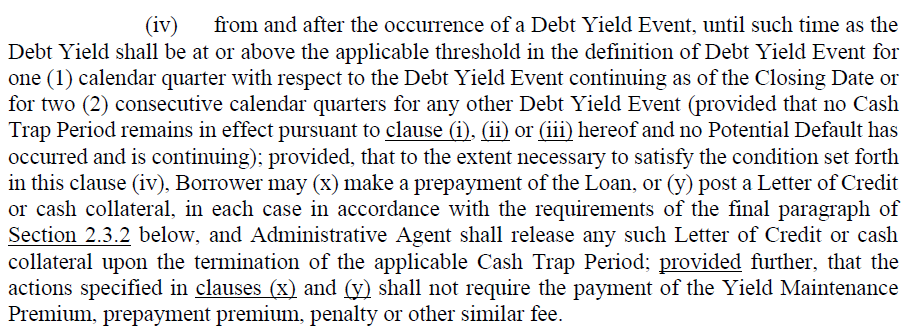 (iv) from and after the occurrence of a Debt Yield Event, until such time as the
Debt Yield shall be at or above the applicable threshold in the definition of Debt Yield Event for
one (1) calendar quarter with respect to the Debt Yield Event continuing as of the Closing Date or
for two (2) consecutive calendar quarters for any other Debt Yield Event (provided that no Cash
Trap Period remains in effect pursuant to clause (i), (ii) or (iii) hereof and no Potential Default has
occurred and is continuing); provided, that to the extent necessary to satisfy the condition set forth
in this clause (iv), Borrower may (x) make a prepayment of the Loan, or (y) post a Letter of Credit
or cash collateral, in each case in accordance with the requirements of the final paragraph of
Section 2.3.2 below, and Administrative Agent shall release any such Letter of Credit or cash
collateral upon the termination of the applicable Cash Trap Period; provided further, that the
actions specified in clauses (x) and (y) shall not require the payment of the Yield Maintenance
Premium, prepayment premium, penalty or other similar fee.